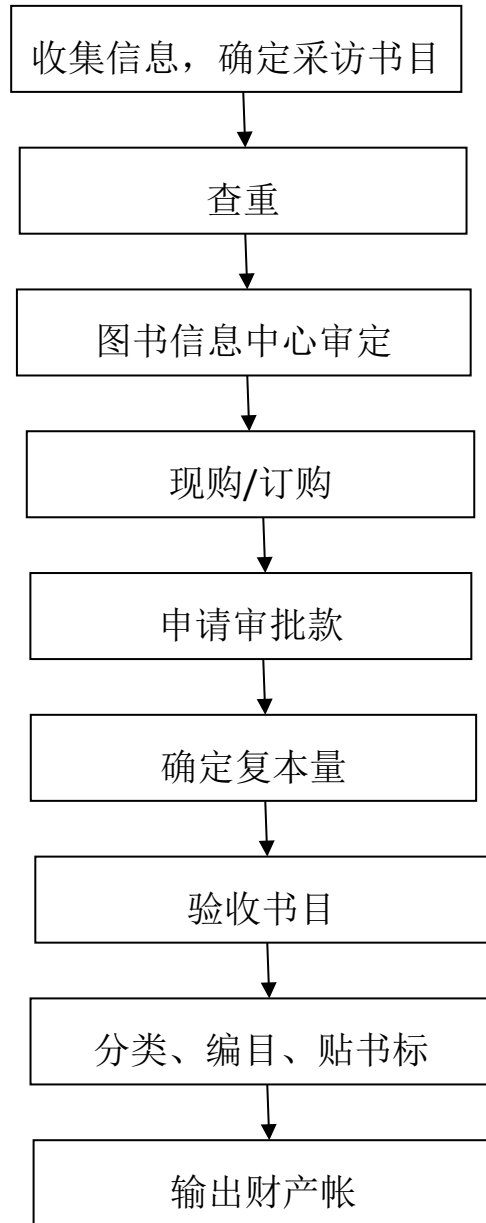 收集信息，确定采访书目
查重
图书信息中心审定
现购/订购
申请审批款
确定复本量
验收书目
分类、编目、贴书标
输出财产帐